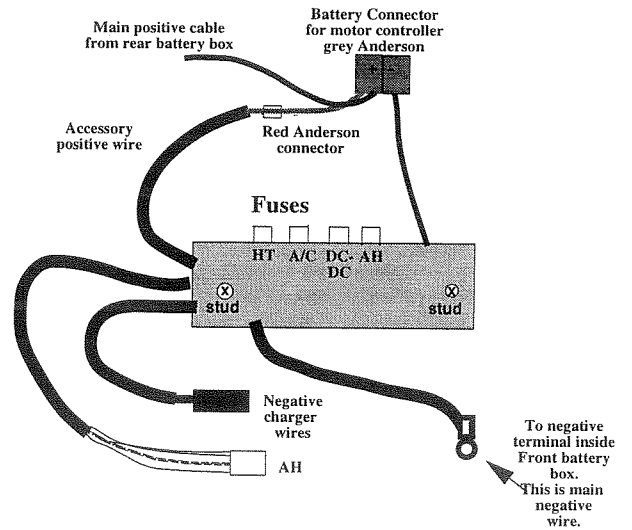 Battery Connector
for motor controller
grey Anderson
Main positive cable
from rear battery box
+ -
Accessory
positive wire
Red Anderson
connector
Fuses
HT A/C DC- AH
DC
X
stud
X
stud
Negative
charger
wires
AH
To negative
terminal inside
Front battery
box.
This is main
negative
wire.